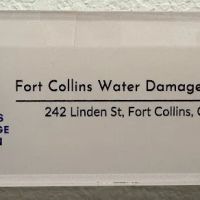 Fort Collins Water Damage
242 Linden St, Fort Collins,